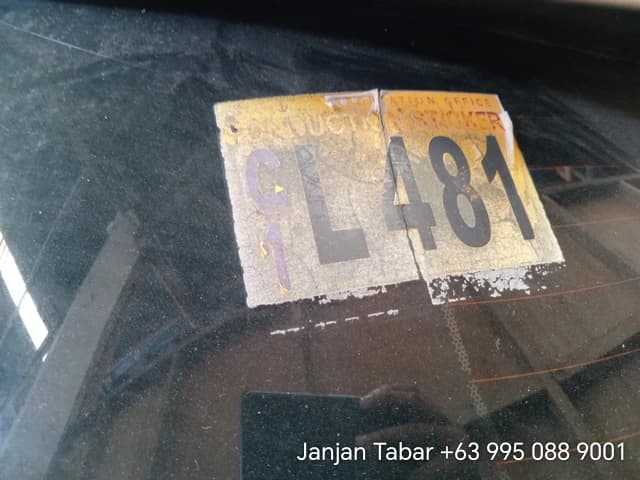 OFFICE
STICKER
C L 481
1
Janjan Tabar +63 995 088 9001